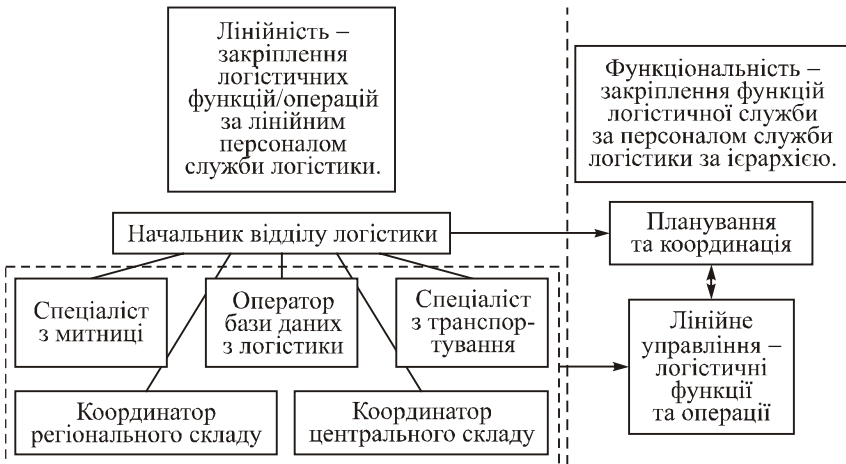 Лінійність –
закріплення
логістичних
функцій/операцій
за лінійним
персоналом
служби логістики.
Функціональність –
закріплення функцій
логістичної служби
за персоналом служби
логістики за ієрархією.
Начальник відділу логістики
Планування
та координація
Спеціаліст
з митниці
Оператор
бази даних
з логістики
Спеціаліст
з транспор-
тування
Лінійне
управління –
логістичні
функції
та операції
Координатор
регіонального складу
Координатор
центрального складу